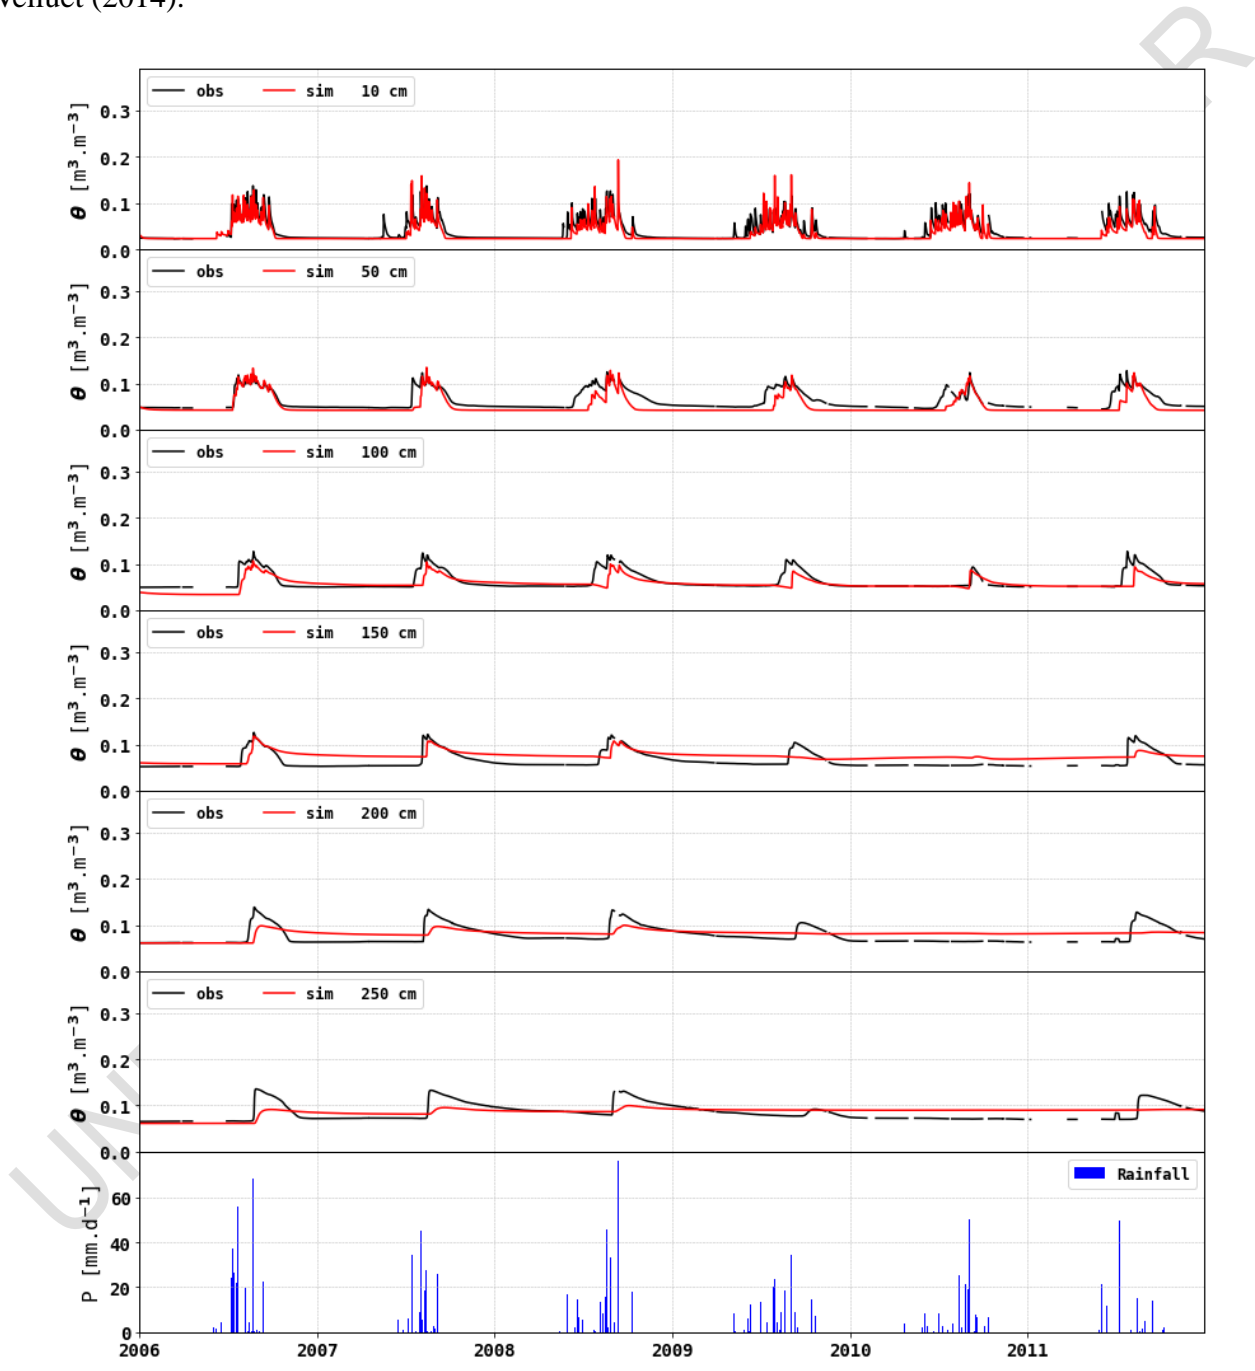 (2014).
obs sim 10 cm
θ [m³.m⁻³]
0.3
0.2
0.1
0.0
obs sim 50 cm
θ [m³.m⁻³]
0.3
0.2
0.1
0.0
obs sim 100 cm
θ [m³.m⁻³]
0.3
0.2
0.1
0.0
obs sim 150 cm
θ [m³.m⁻³]
0.3
0.2
0.1
0.0
obs sim 200 cm
θ [m³.m⁻³]
0.3
0.2
0.1
0.0
obs sim 250 cm
θ [m³.m⁻³]
0.3
0.2
0.1
0.0
Rainfall
P [mm.d⁻¹]
60
40
20
0
2006 2007 2008 2009 2010 2011